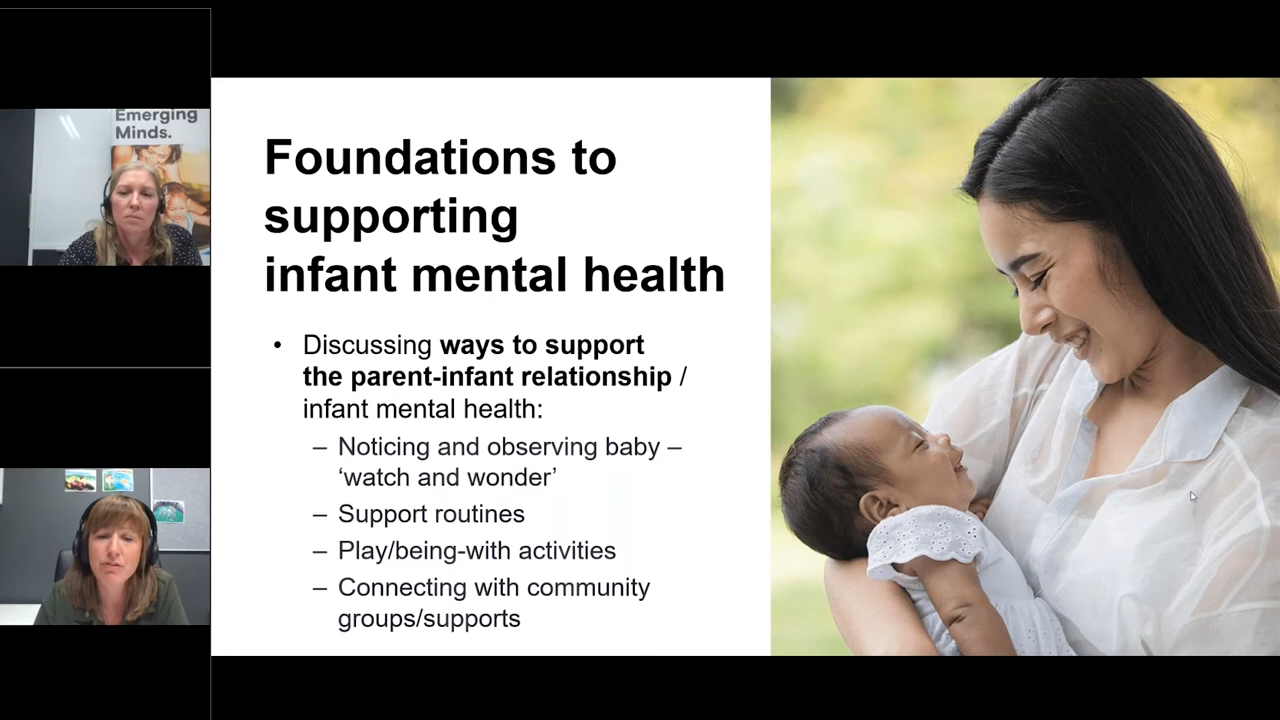 Emerging
Minds.
Foundations to
supporting
infant mental health
• Discussing ways to support
the parent-infant relationship /
infant mental health:
– Noticing and observing baby –
‘watch and wonder’
– Support routines
– Play/being-with activities
– Connecting with community
groups/supports